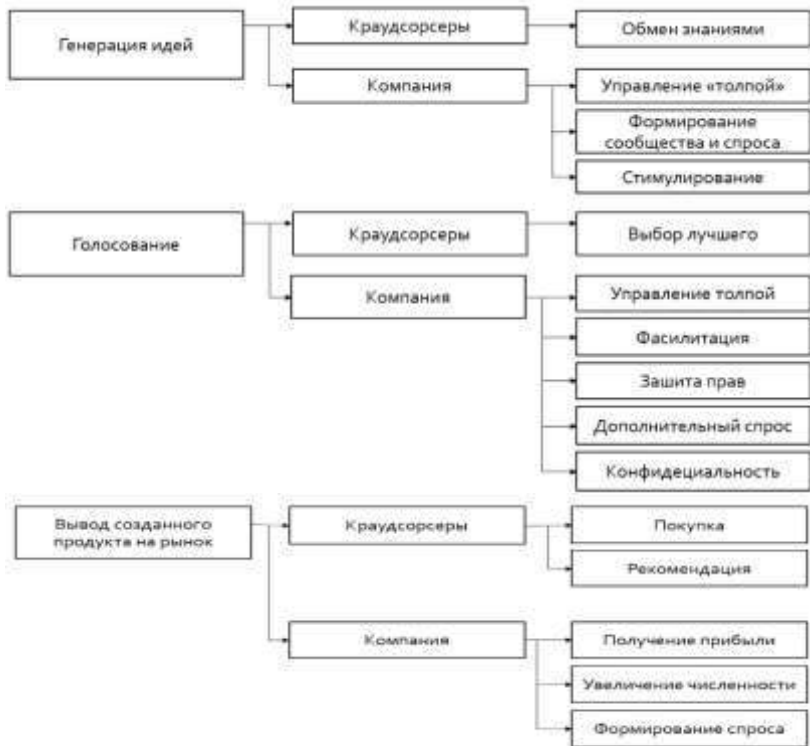 Генерация идей
Краудсорсеры
Обмен знаниями
Компания
Управление «толпой»
Формирование
сообщества и спроса
Стимулирование
Голосование
Краудсорсеры
Выбор лучшего
Компания
Управление толпой
Фасилитация
Зашита прав
Дополнительный спрос
Конфидециальность
Вывод созданного
продукта на рынок
Краудсорсеры
Покупка
Рекомендация
Компания
Получение прибыли
Увеличение численности
Формирование спроса